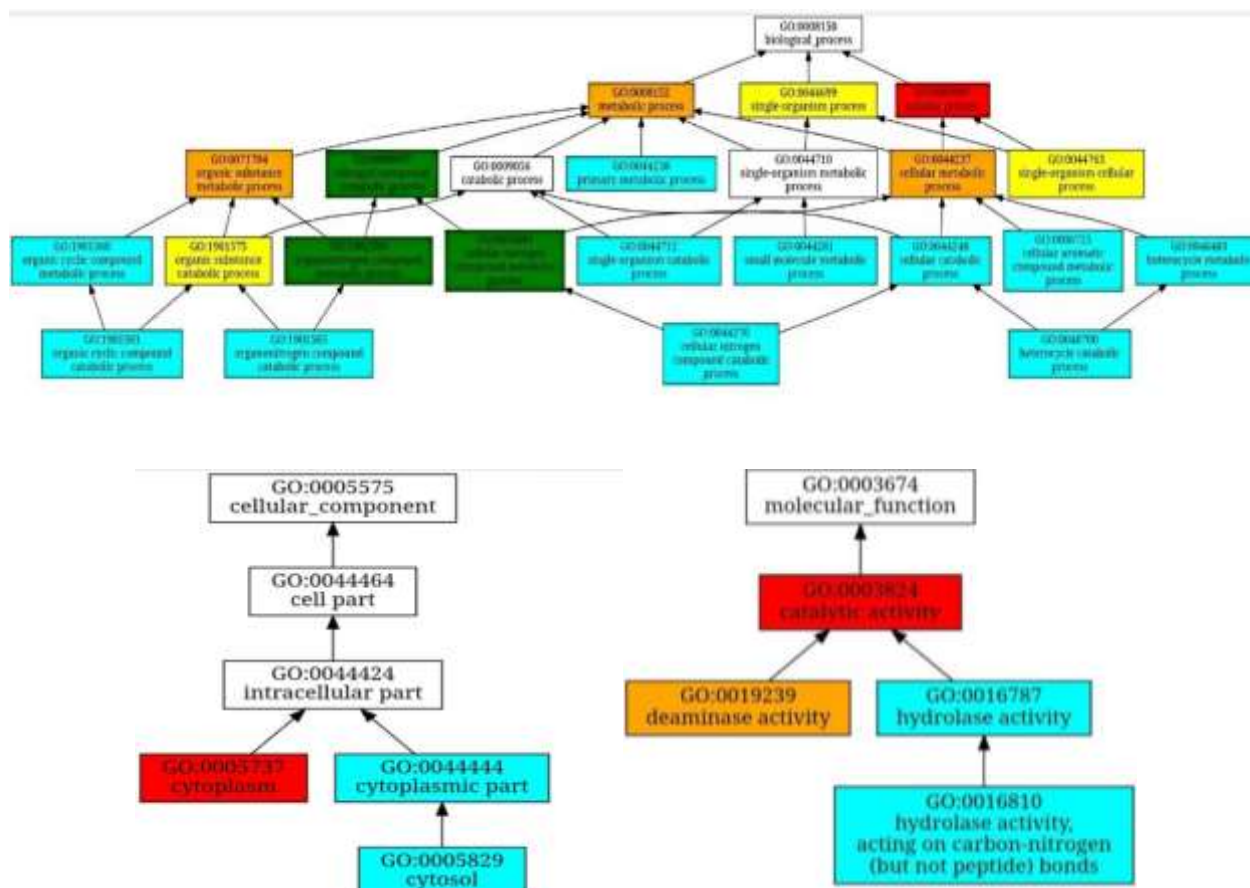 GO:0008150
biological_process
GO:0008152
metabolic process
GO:0044699
single-organism process
GO:0071704
organic substance
metabolic process
GO:0009056
catabolic process
GO:0044238
primary metabolic process
GO:0044710
single-organism metabolic
process
GO:0044237
cellular metabolic
process
GO:0044763
single-organism cellular
process
organic cyclic compound
metabolic process
GO:1901575
organic substance
catabolic process
GO:0044712
single-organism catabolic
process
GO:0044281
small molecule metabolic
process
GO:0044248
cellular catabolic
process
GO:0006725
cellular aromatic
compound metabolic
process
GO:0046483
heterocycle metabolic
process
organic cyclic compound
catabolic process
GO:1901565
organonitrogen compound
catabolic process
GO:0044270
cellular nitrogen
compound catabolic
process
GO:0046700
heterocycle catabolic
process
GO:0005575
cellular_component
GO:0044464
cell part
GO:0044424
intracellular part
GO:0005737
cytoplasm
GO:0044444
cytoplasmic part
GO:0005829
cytosol
GO:0003674
molecular_function
GO:0003824
catalytic activity
GO:0019239
deaminase activity
GO:0016787
hydrolase activity
GO:0016810
hydrolase activity,
acting on carbon-nitrogen
(but not peptide) bonds